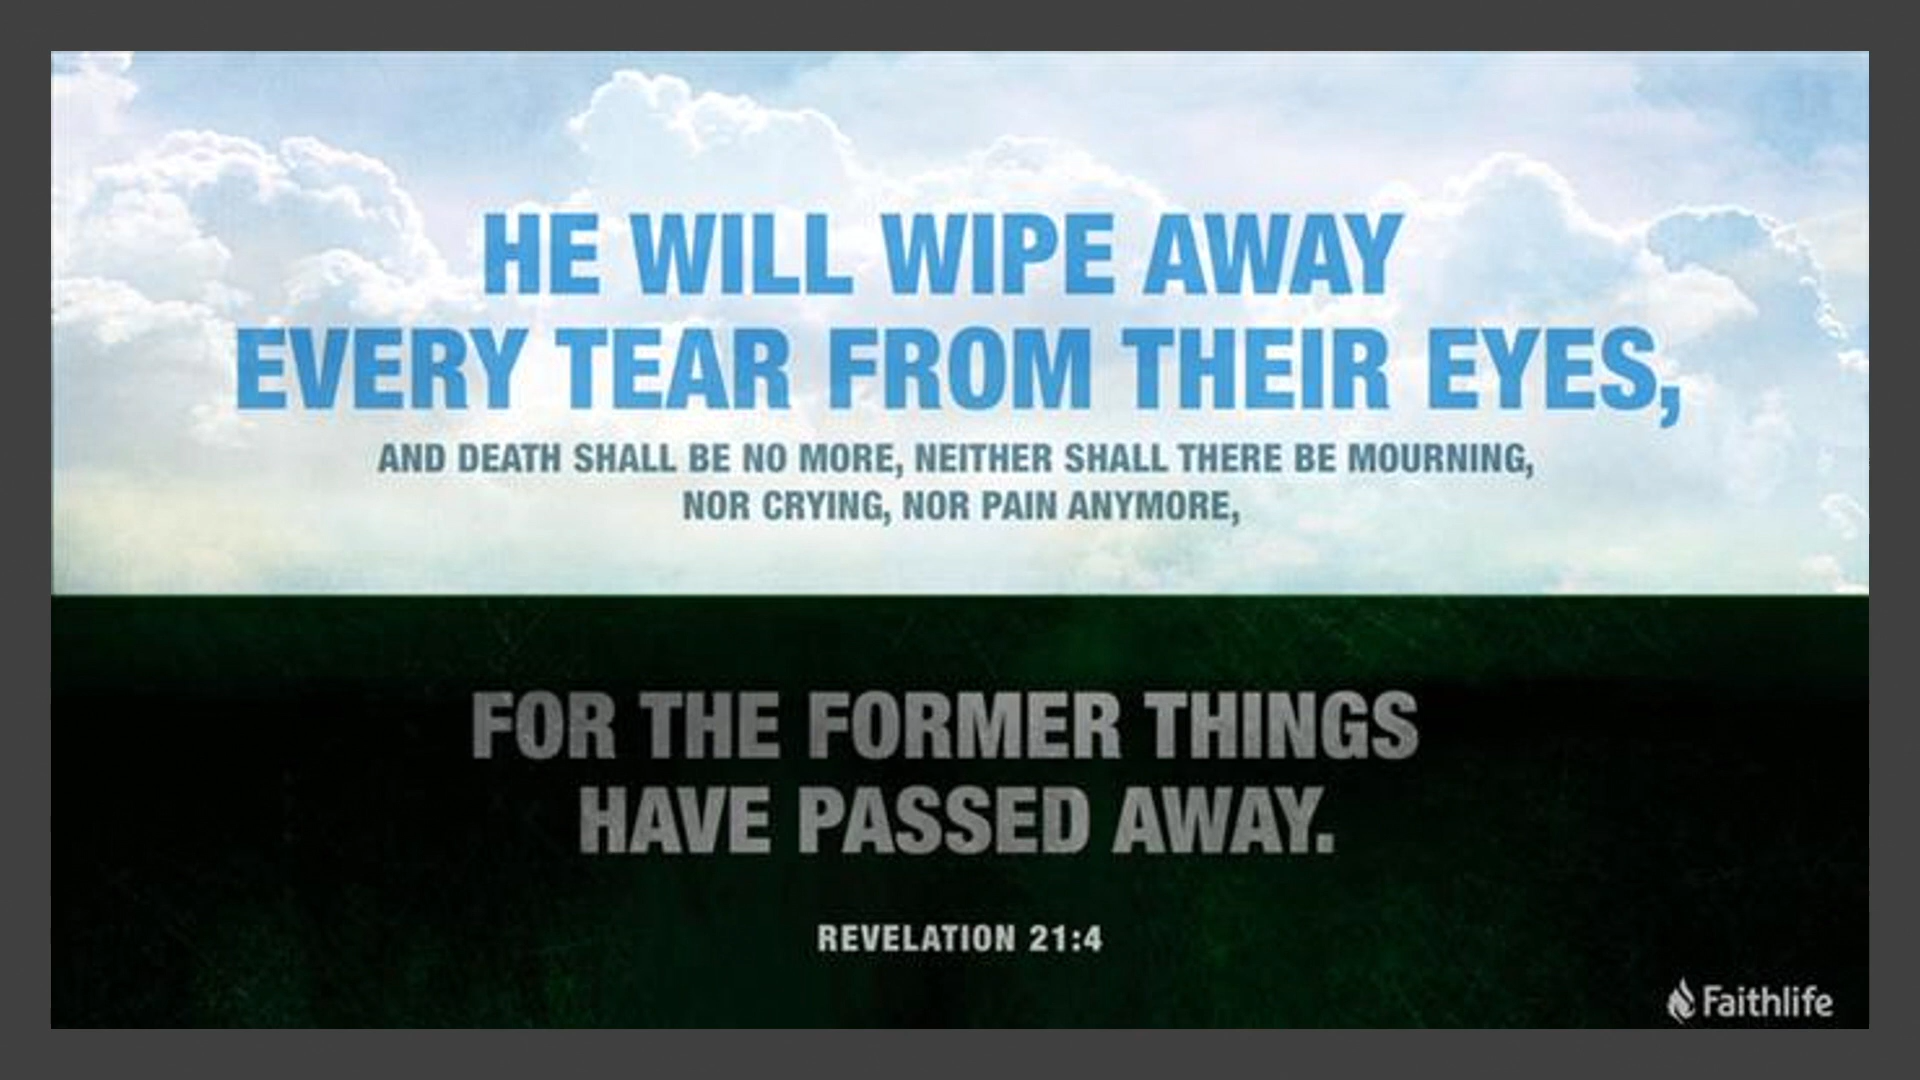 HE WILL WIPE AWAY
EVERY TEAR FROM THEIR EYES,
AND DEATH SHALL BE NO MORE, NEITHER SHALL THERE BE MOURNING,
NOR CRYING, NOR PAIN ANYMORE,
FOR THE FORMER THINGS
HAVE PASSED AWAY.
REVELATION 21:4
Faithlife